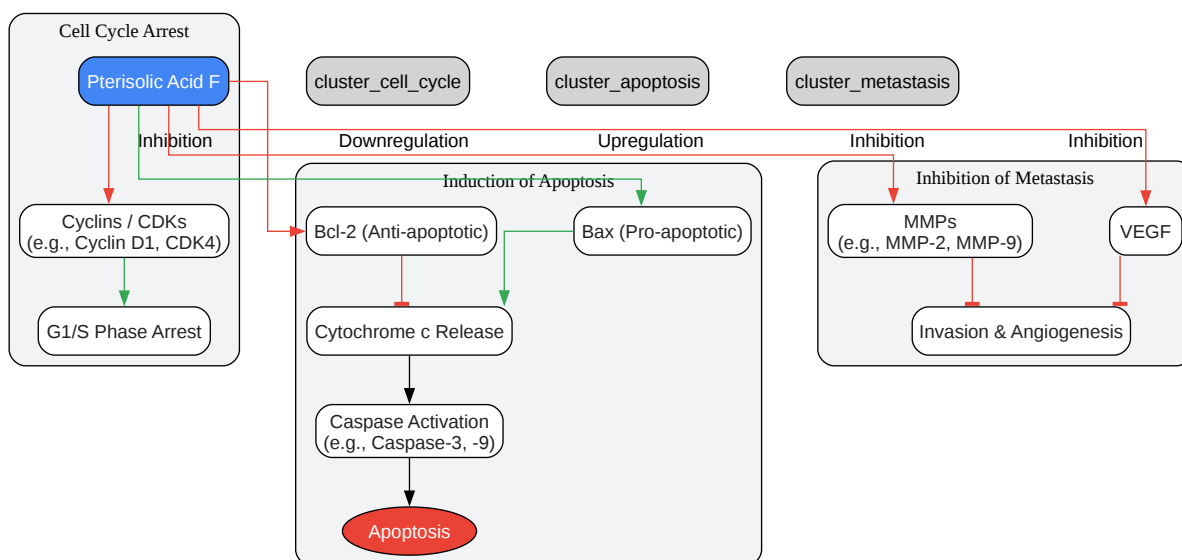 Cell Cycle Arrest
Pterisolic Acid F
cluster_cell_cycle
cluster_apoptosis
cluster_metastasis
Inhibition
Downregulation
Upregulation
Inhibition
Inhibition
Induction of Apoptosis
Inhibition of Metastasis
Cyclins / CDKs
(e.g., Cyclin D1, CDK4)
Bcl-2 (Anti-apoptotic)
Bax (Pro-apoptotic)
MMPs
(e.g., MMP-2, MMP-9)
VEGF
G1/S Phase Arrest
Cytochrome c Release
Invasion & Angiogenesis
Caspase Activation
(e.g., Caspase-3, -9)
Apoptosis